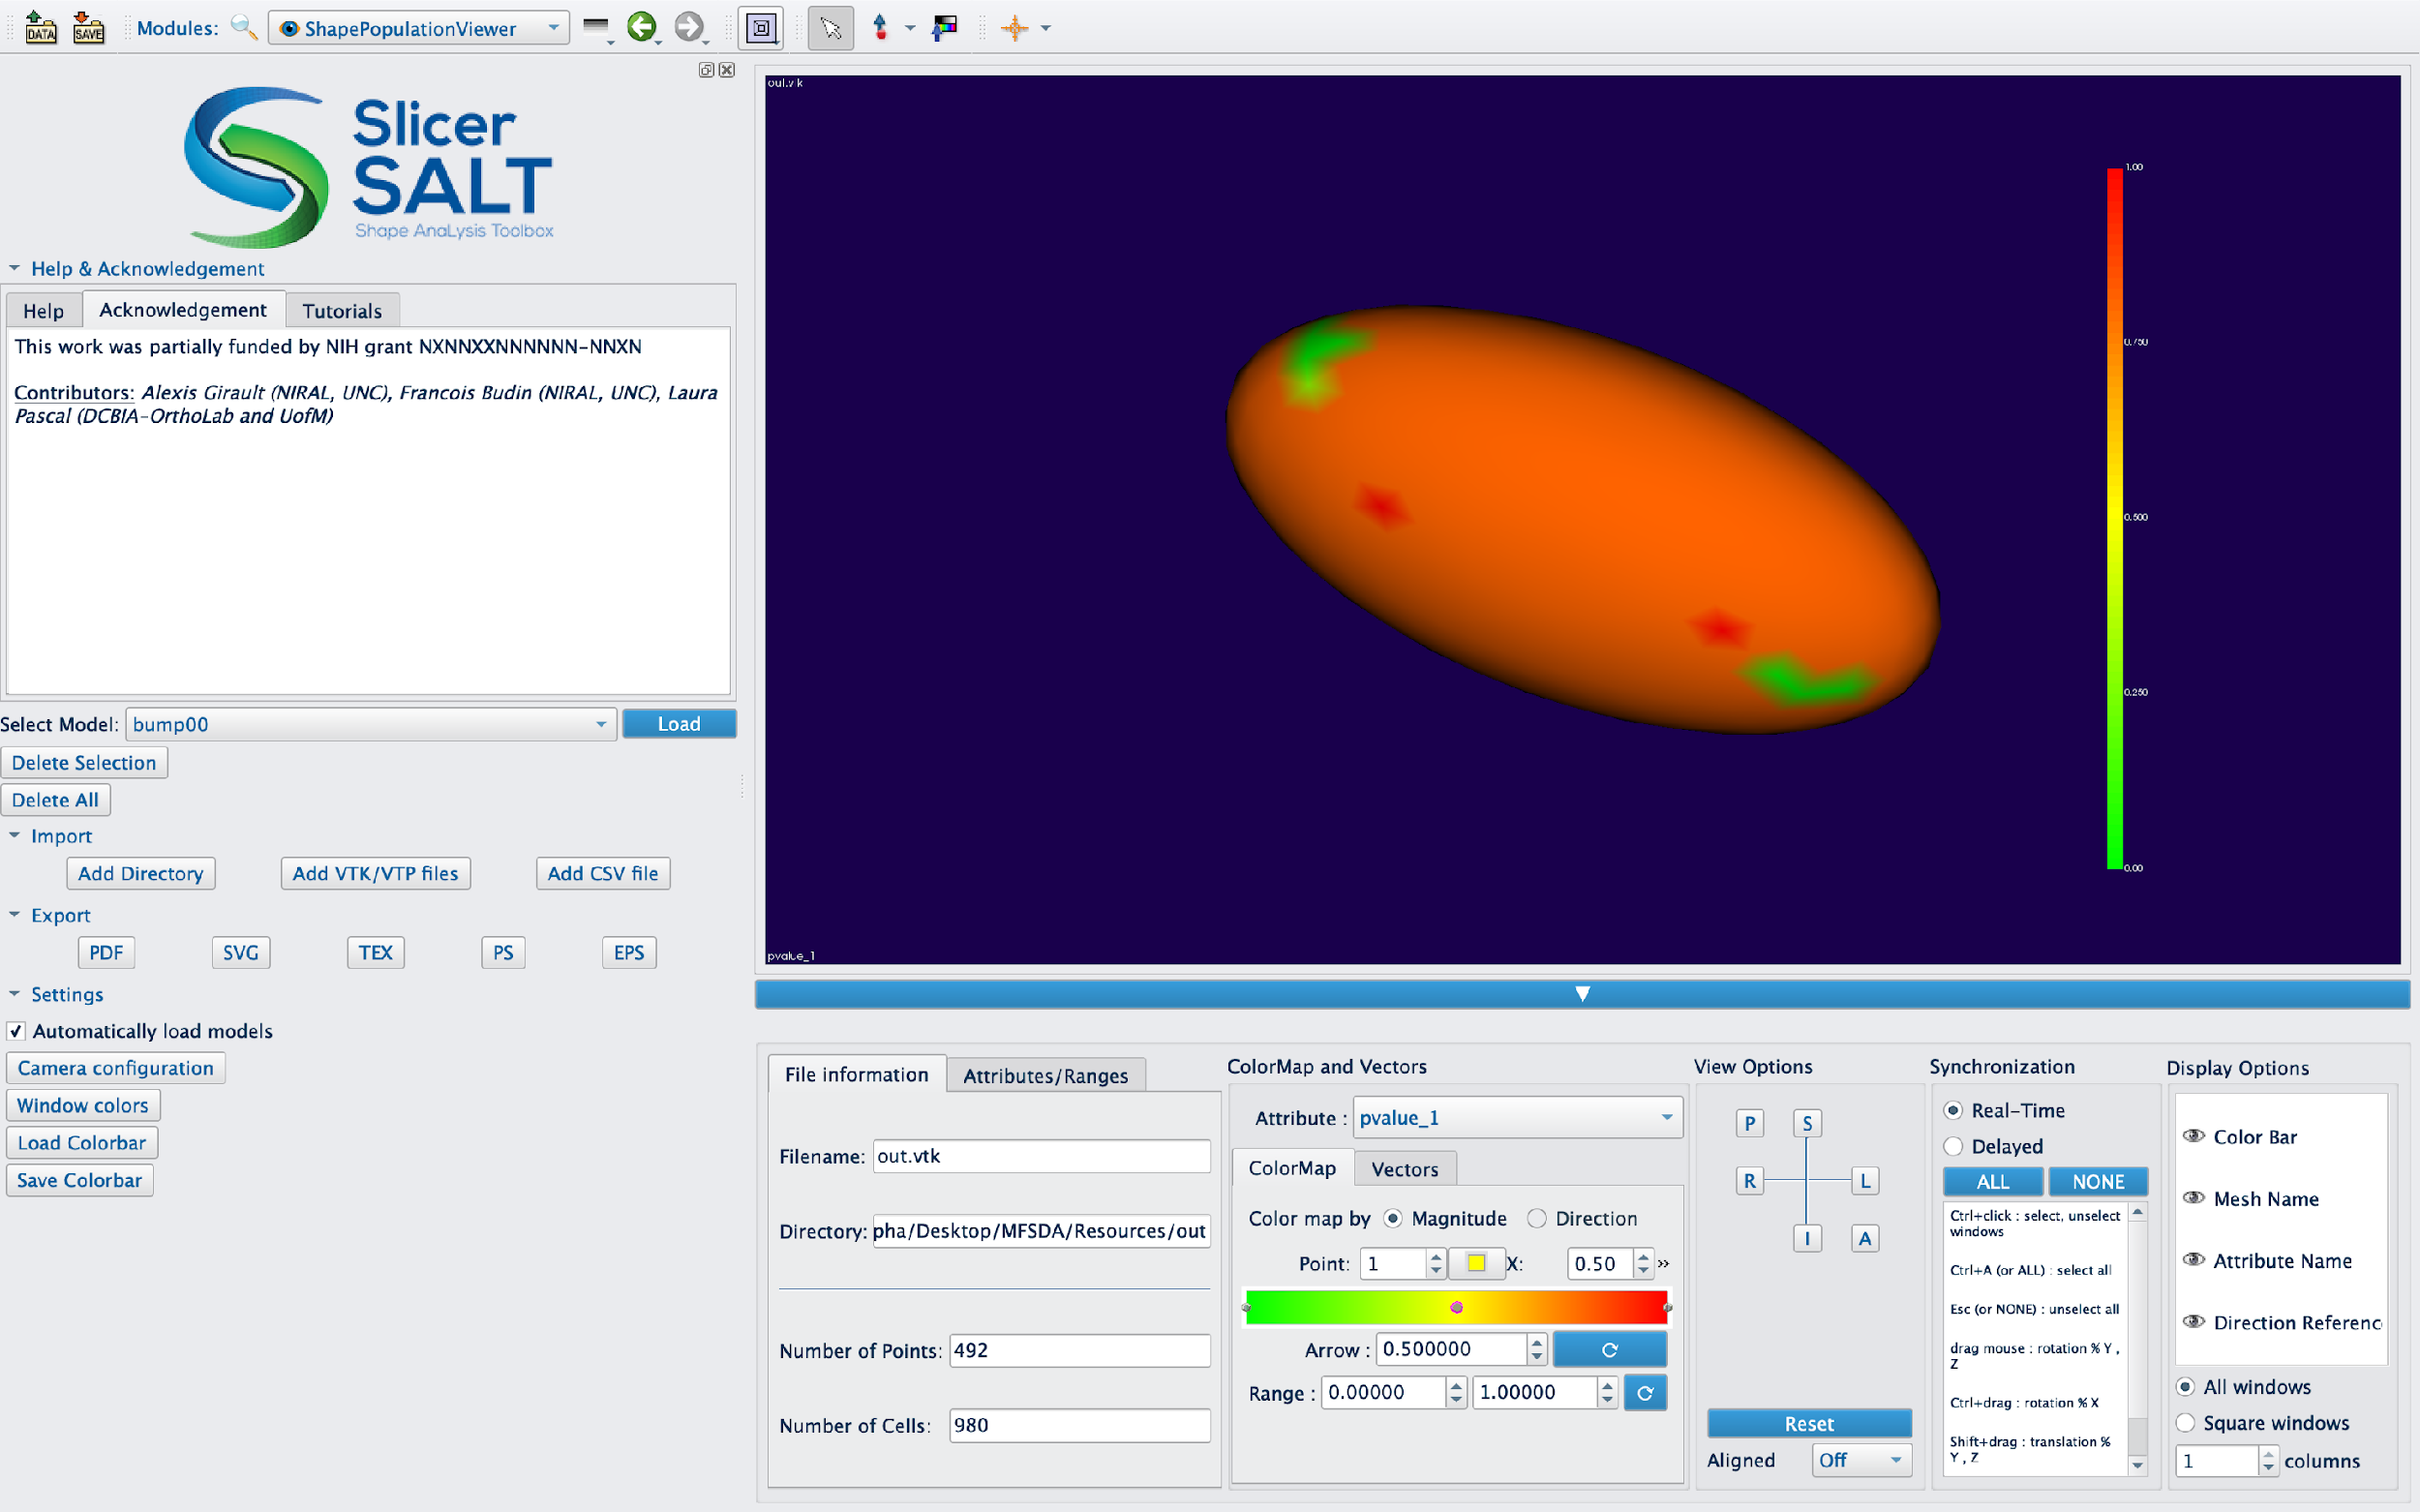 DATA
SAVE
Modules:
ShapePopulationViewer
Slicer
SALT
Shape AnaLysis Toolbox
Help & Acknowledgement
Help
Acknowledgement
Tutorials
This work was partially funded by NIH grant NXNNXXNNNNNN-NNXN
Contributors: Alexis Girault (NIRAL, UNC), Francois Budin (NIRAL, UNC), Laura
Pascal (DCBIA-OrthoLab and UofM)
Select Model:
bump00
Load
Delete Selection
Delete All
Import
Add Directory
Add VTK/VTP files
Add CSV file
Export
PDF
SVG
TEX
PS
EPS
Settings
Automatically load models
Camera configuration
Window colors
Load Colorbar
Save Colorbar
1.00
0.750
0.500
0.250
0.00
pvalue_1
File information
Attributes/Ranges
Filename:
out.vtk
Directory:
pha/Desktop/MFSDA/Resources/out
Number of Points:
492
Number of Cells:
980
ColorMap and Vectors
Attribute :
pvalue_1
ColorMap
Vectors
Color map by
Magnitude
Direction
Point:
1
X:
0.50
»
Arrow :
0.500000
Range :
0.00000
1.00000
View Options
P
S
R
L
I
A
Reset
Aligned
Off
Synchronization
Real-Time
Delayed
ALL
NONE
Ctrl+click : select, unselect
windows
Ctrl+A (or ALL) : select all
Esc (or NONE) : unselect all
drag mouse : rotation % Y ,
Z
Ctrl+drag : rotation % X
Shift+drag : translation %
Y , Z
Display Options
Color Bar
Mesh Name
Attribute Name
Direction Referenc
All windows
Square windows
1
columns